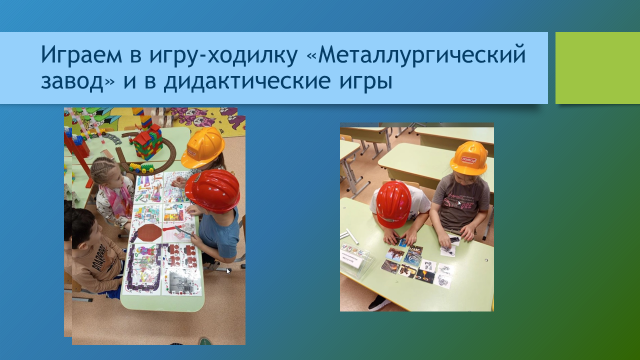 Играем в игру-ходилку «Металлургический
завод» и в дидактические игры